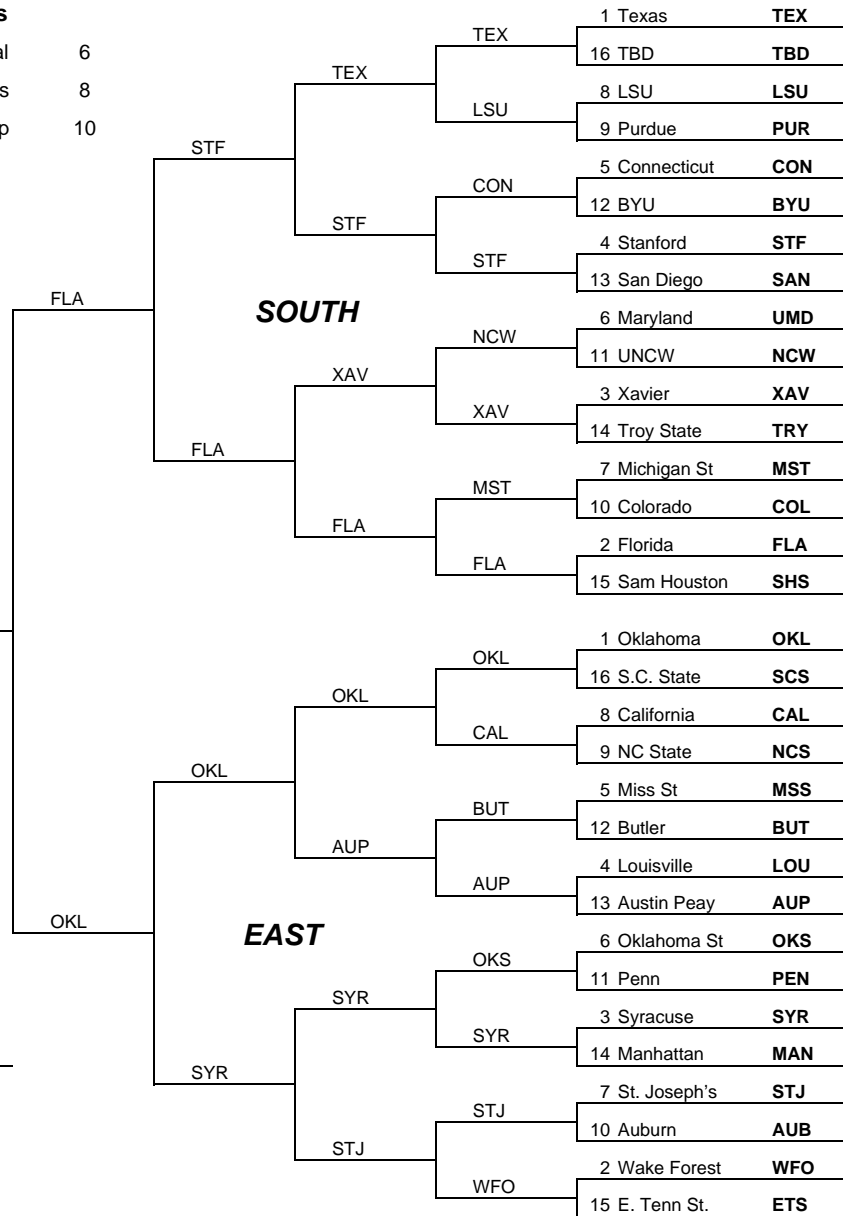 s
al 6
s 8
p 10
1 Texas TEX
TEX
16 TBD TBD
TEX
8 LSU LSU
LSU
9 Purdue PUR
STF
5 Connecticut CON
CON
12 BYU BYU
STF
4 Stanford STF
STF
13 San Diego SAN
FLA
SOUTH
6 Maryland UMD
NCW
11 UNCW NCW
XAV
3 Xavier XAV
XAV
14 Troy State TRY
FLA
7 Michigan St MST
MST
10 Colorado COL
FLA
2 Florida FLA
FLA
15 Sam Houston SHS
1 Oklahoma OKL
OKL
16 S.C. State SCS
OKL
8 California CAL
CAL
9 NC State NCS
OKL
5 Miss St MSS
BUT
12 Butler BUT
AUP
4 Louisville LOU
AUP
13 Austin Peay AUP
OKL
EAST
6 Oklahoma St OKS
OKS
11 Penn PEN
SYR
3 Syracuse SYR
SYR
14 Manhattan MAN
SYR
7 St. Joseph's STJ
STJ
10 Auburn AUB
STJ
2 Wake Forest WFO
WFO
15 E. Tenn St. ETS